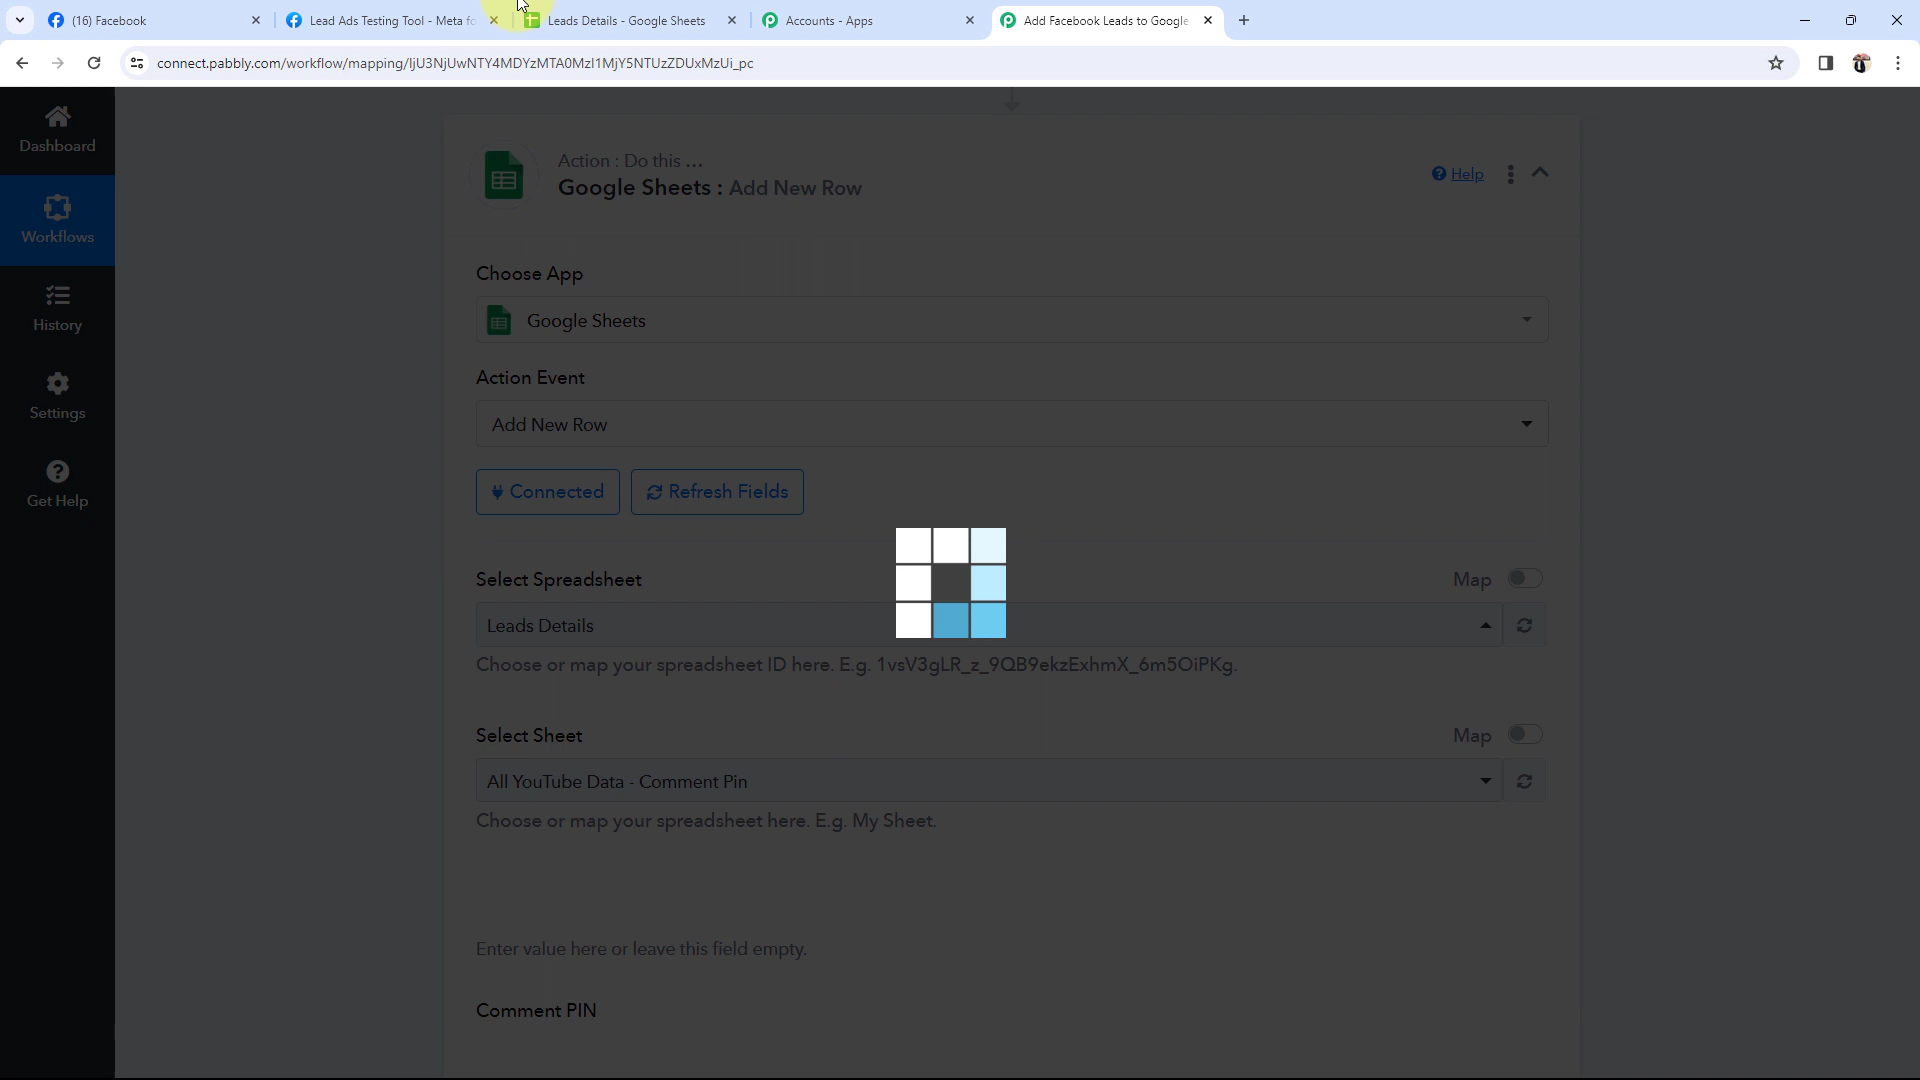 (16) Facebook
Lead Ads Testing Tool - Meta fo
Leads Details - Google Sheets
Accounts - Apps
Add Facebook Leads to Google
connect.pabbly.com/workflow/mapping/IjU3NjUwNTY4MDYzMTA0MzI1MjY5NTUzZDUxMzUi_pc
Dashboard
Workflows
History
Settings
Get Help
Action : Do this ...
Google Sheets : Add New Row
Help
Choose App
Google Sheets
Action Event
Add New Row
Connected
Refresh Fields
Select Spreadsheet
Map
Leads Details
Choose or map your spreadsheet ID here. E.g. 1vsV3gLR_z_9QB9ekzExhmX_6m5OiPKg.
Select Sheet
Map
All YouTube Data - Comment Pin
Choose or map your spreadsheet here. E.g. My Sheet.
Enter value here or leave this field empty.
Comment PIN